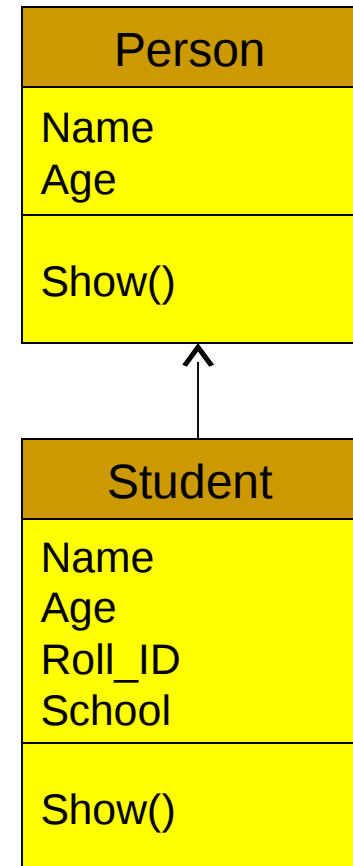 Person
Name
Age
Show()
Student
Name
Age
Roll_ID
School
Show()